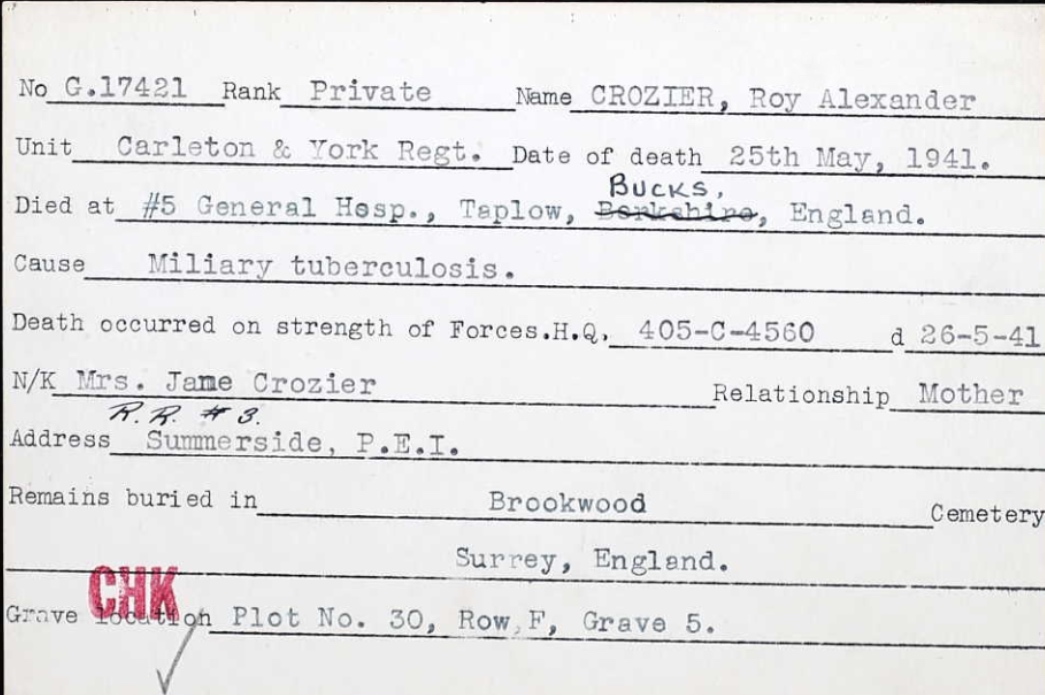 No G.17421 Rank Private Name CROZIER, Roy Alexander
Unit Carleton & York Regt. Date of death 25th May, 1941.
BUCKS,
Died at #5 General Hosp., Taplow, Berkshire, England.
Cause Miliary tuberculosis.
Death occurred on strength of Forces.H.Q, 405-C-4560 d 26-5-41
N/K Mrs. Jane Crozier Relationship Mother
R.R. # 3.
Address Summerside, P.E.I.
Remains buried in Brookwood Cemetery
Surrey, England.
CHK
Grave location Plot No. 30, Row F, Grave 5.